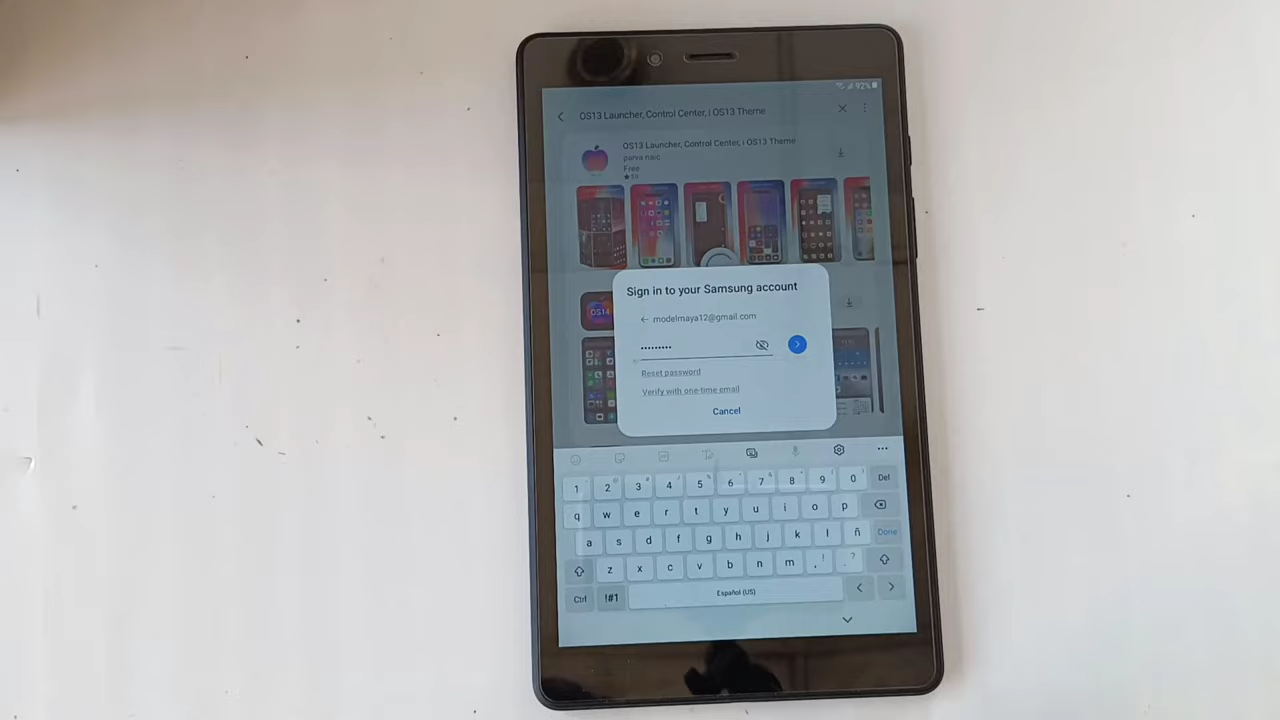 92%
OS13 Launcher, Control Center, i OS13 Theme
OS13 Launcher, Control Center, i OS13 Theme
parva naic
Free
OS14
Sign in to your Samsung account
modelmaya12@gmail.com
•••••••••
Reset password
Verify with one-time email
Cancel
1 2 3 4 5 6 7 8 9 0 Del
q w e r t y u i o p
a s d f g h j k l ñ Done
z x c v b n m , ! . ?
Ctrl !#1 Español (US)